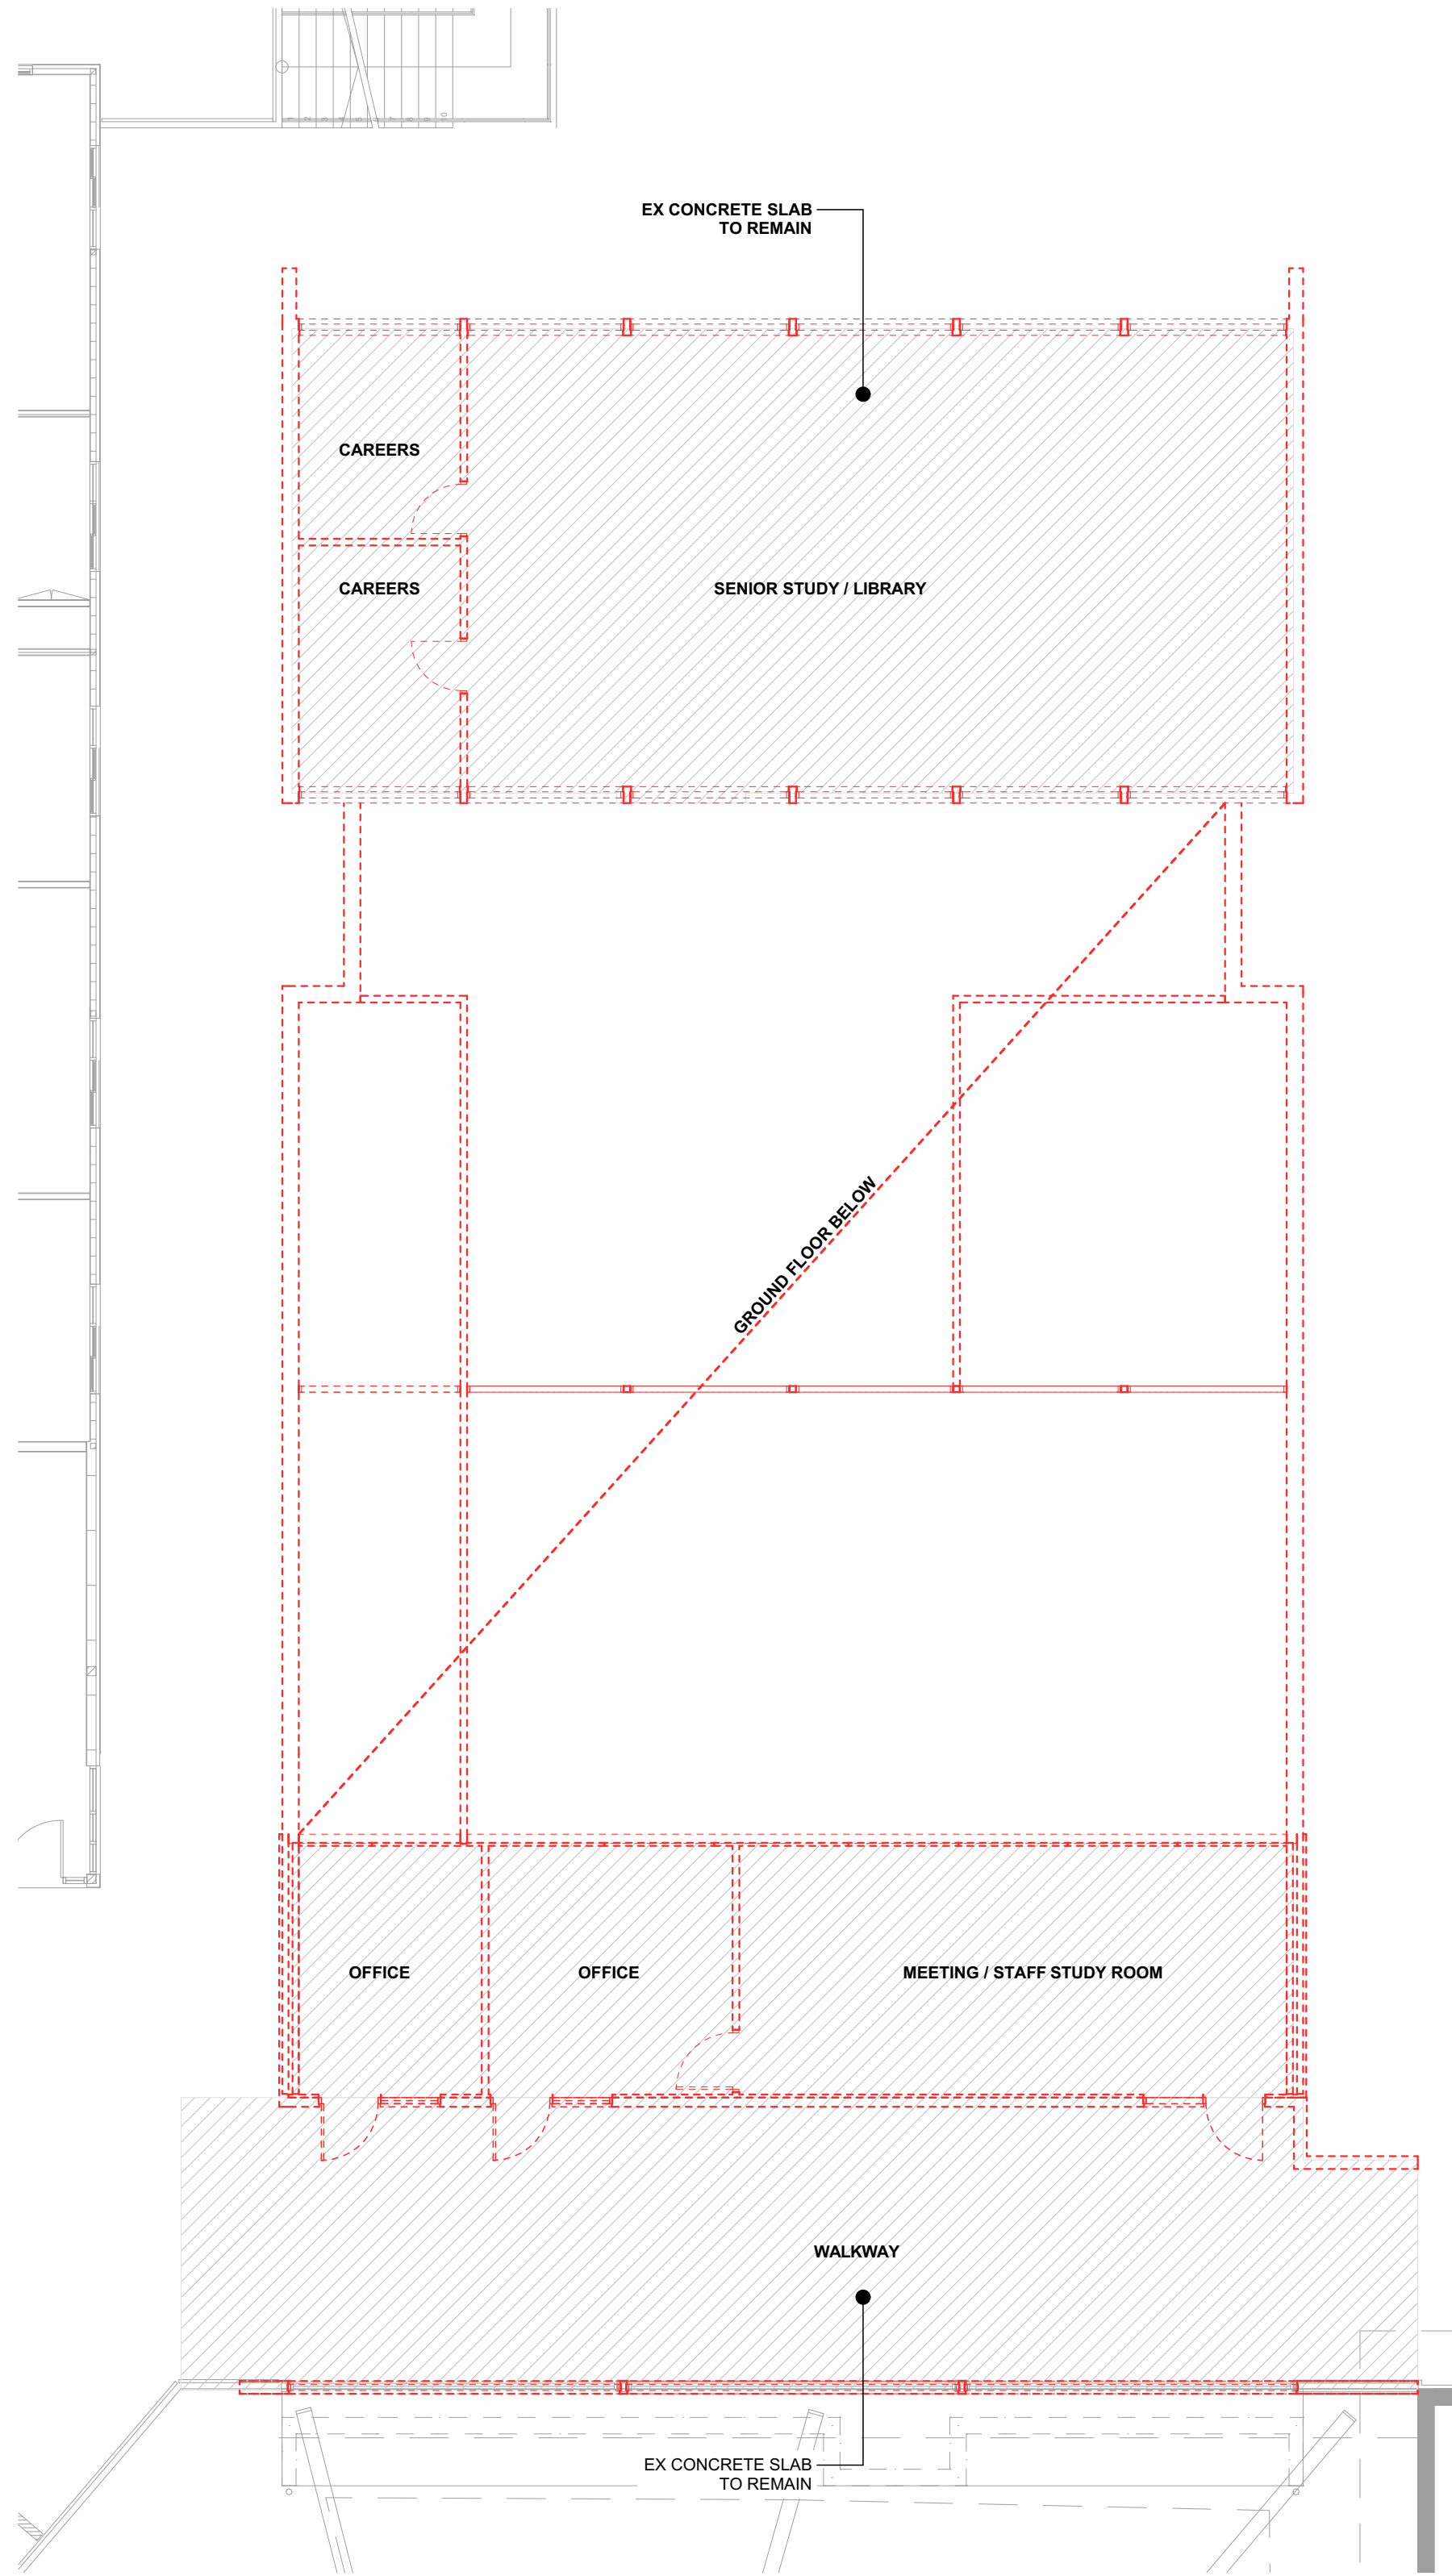 EX CONCRETE SLAB
TO REMAIN
CAREERS
CAREERS
SENIOR STUDY / LIBRARY
GROUND FLOOR BELOW
OFFICE
OFFICE
MEETING / STAFF STUDY ROOM
WALKWAY
EX CONCRETE SLAB
TO REMAIN